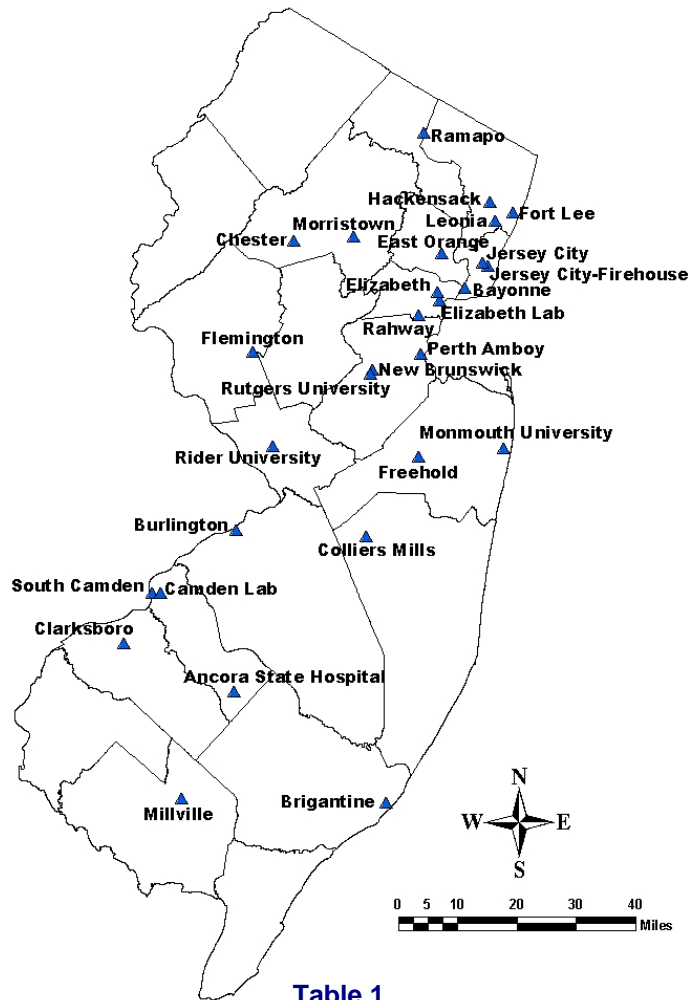 Ramapo
Hackensack
Fort Lee
Leonia
Morristown
East Orange
Chester
Jersey City
Jersey City-Firehouse
Elizabeth
Bayonne
Elizabeth Lab
Rahway
Flemington
Perth Amboy
New Brunswick
Rutgers University
Monmouth University
Rider University
Freehold
Burlington
Colliers Mills
South Camden
Camden Lab
Clarksboro
Ancora State Hospital
Millville
Brigantine
N
W E
S
0 5 10 20 30 40
Miles
Table 1